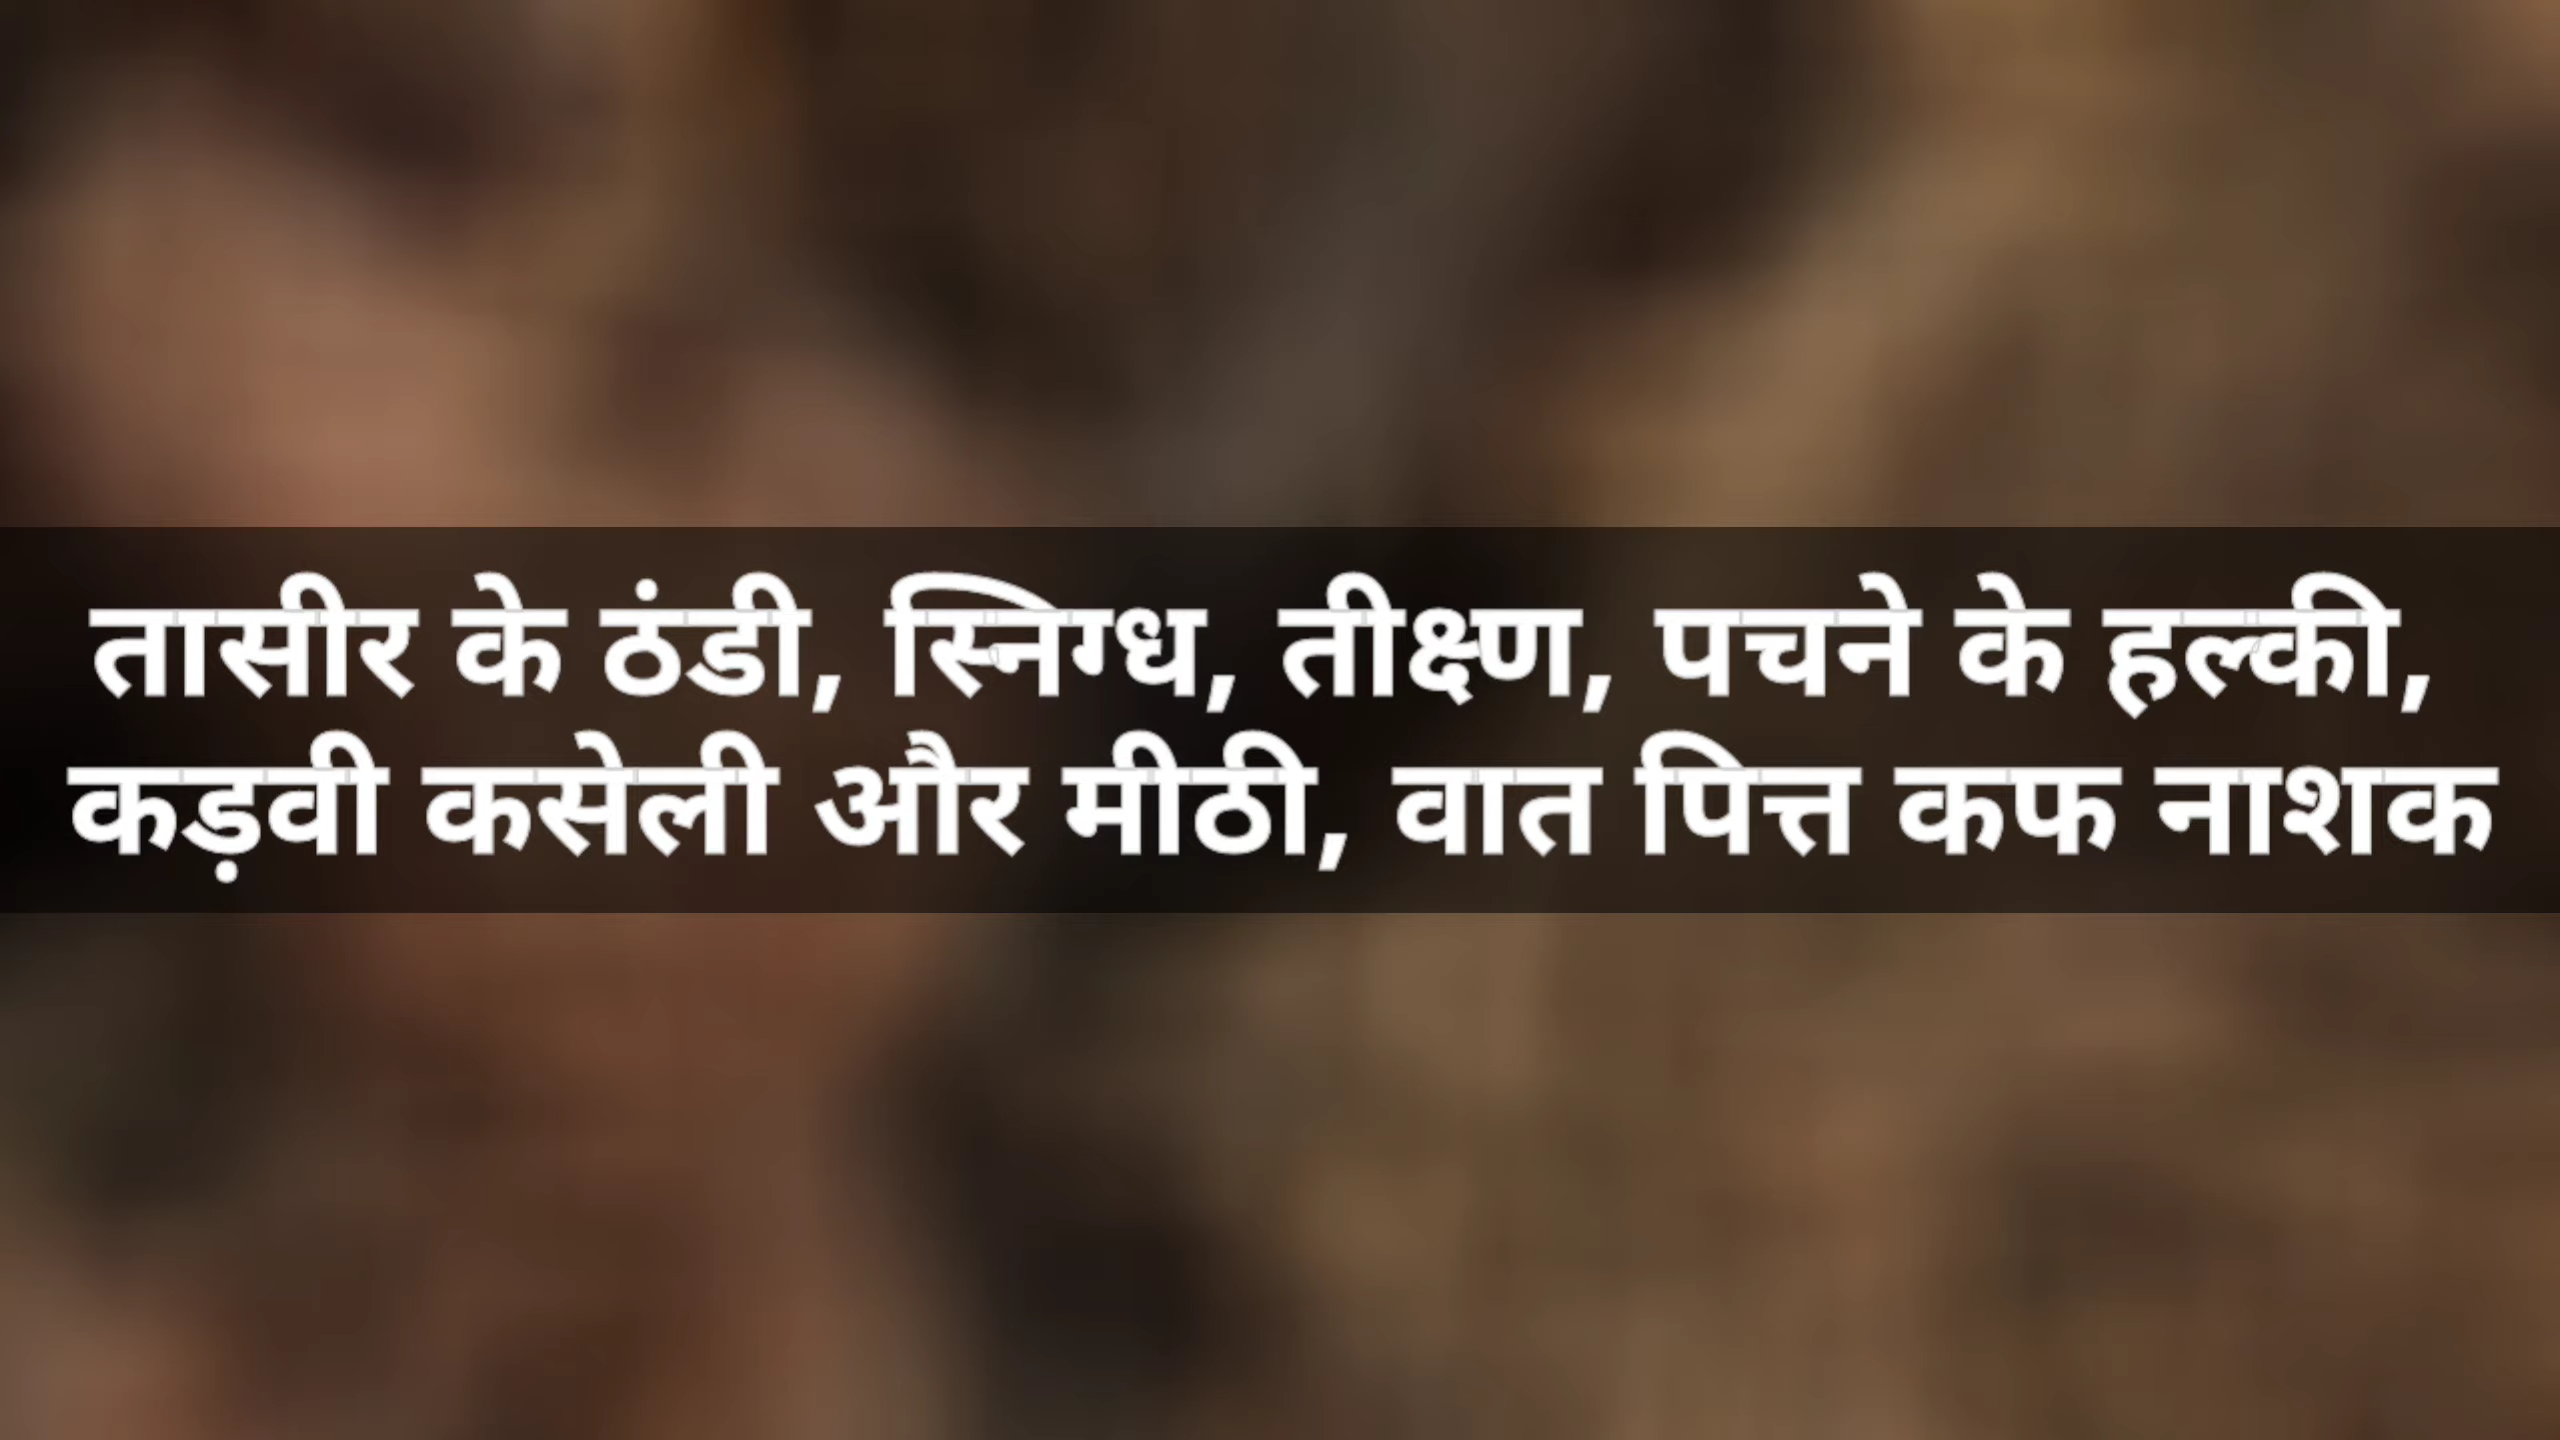 तासीर के ठंडी, स्निग्ध, तीक्ष्ण, पचने के हल्की,
कड़वी कसेली और मीठी, वात पित्त कफ नाशक